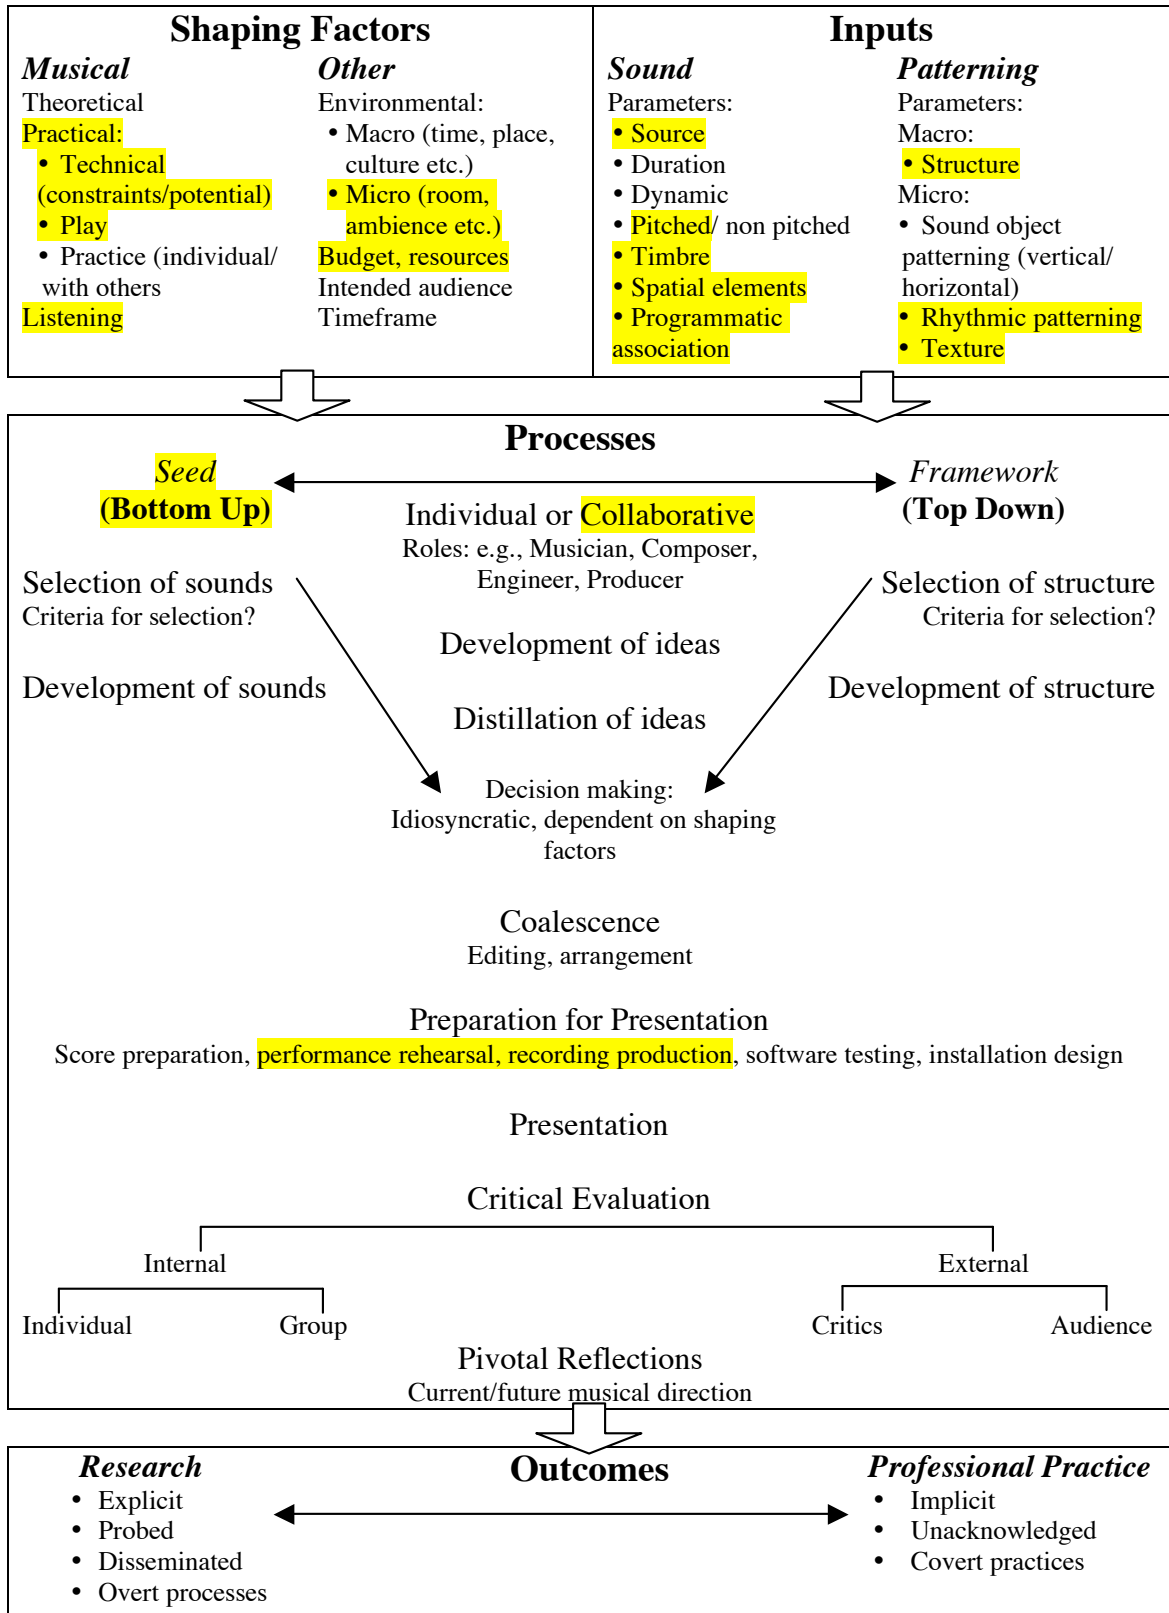 Shaping Factors
Musical
Theoretical
Practical:
• Technical
(constraints/potential)
• Play
• Practice (individual/
with others
Listening
Other
Environmental:
• Macro (time, place,
culture etc.)
• Micro (room,
ambience etc.)
Budget, resources
Intended audience
Timeframe
Inputs
Sound
Parameters:
• Source
• Duration
• Dynamic
• Pitched/ non pitched
• Timbre
• Spatial elements
• Programmatic
association
Patterning
Parameters:
Macro:
• Structure
Micro:
• Sound object
patterning (vertical/
horizontal)
• Rhythmic patterning
• Texture
Processes
Seed
(Bottom Up)
Framework
(Top Down)
Individual or Collaborative
Roles: e.g., Musician, Composer,
Engineer, Producer
Selection of sounds
Criteria for selection?
Selection of structure
Criteria for selection?
Development of ideas
Development of sounds
Development of structure
Distillation of ideas
Decision making:
Idiosyncratic, dependent on shaping
factors
Coalescence
Editing, arrangement
Preparation for Presentation
Score preparation, performance rehearsal, recording production, software testing, installation design
Presentation
Critical Evaluation
Internal
External
Individual
Group
Critics
Audience
Pivotal Reflections
Current/future musical direction
Outcomes
Research
• Explicit
• Probed
• Disseminated
• Overt processes
Professional Practice
• Implicit
• Unacknowledged
• Covert practices